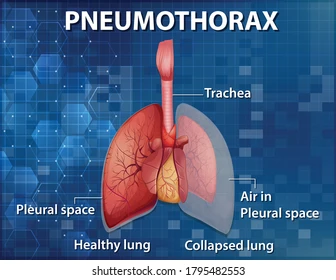 PNEUMOTHORAX
Trachea
Pleural space
Air in
Pleural space
Healthy lung
Collapsed lung
shutterstock.com · 1795482553